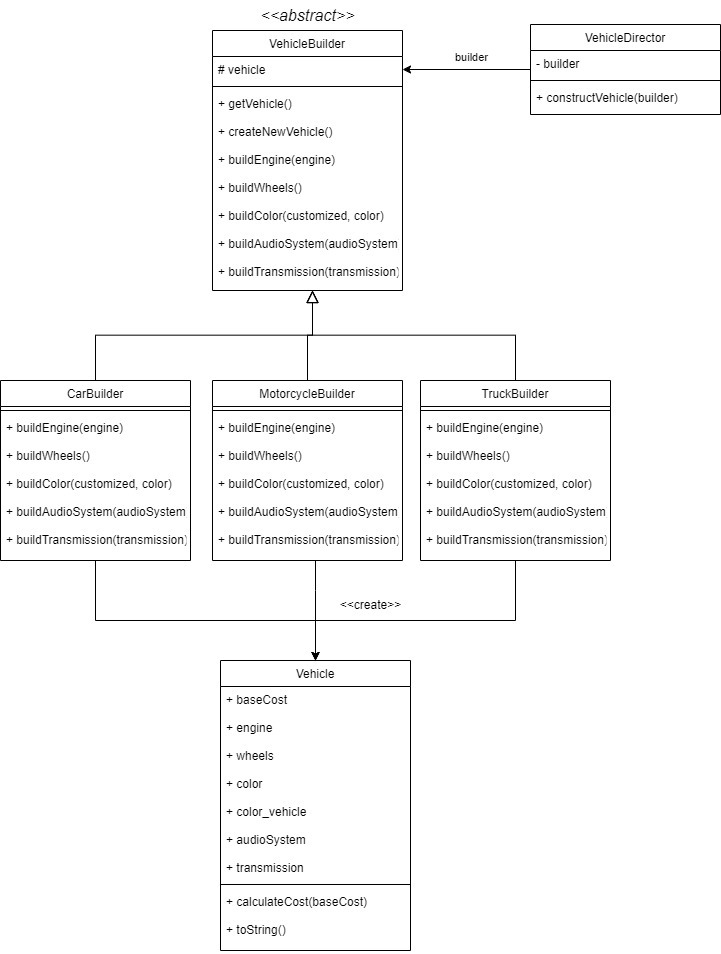 <<abstract>>
VehicleBuilder
# vehicle
+ getVehicle()
+ createNewVehicle()
+ buildEngine(engine)
+ buildWheels()
+ buildColor(customized, color)
+ buildAudioSystem(audioSystem
+ buildTransmission(transmission)
builder
VehicleDirector
- builder
+ constructVehicle(builder)
CarBuilder
+ buildEngine(engine)
+ buildWheels()
+ buildColor(customized, color)
+ buildAudioSystem(audioSystem
+ buildTransmission(transmission)
MotorcycleBuilder
+ buildEngine(engine)
+ buildWheels()
+ buildColor(customized, color)
+ buildAudioSystem(audioSystem
+ buildTransmission(transmission)
TruckBuilder
+ buildEngine(engine)
+ buildWheels()
+ buildColor(customized, color)
+ buildAudioSystem(audioSystem
+ buildTransmission(transmission)
<<create>>
Vehicle
+ baseCost
+ engine
+ wheels
+ color
+ color_vehicle
+ audioSystem
+ transmission
+ calculateCost(baseCost)
+ toString()